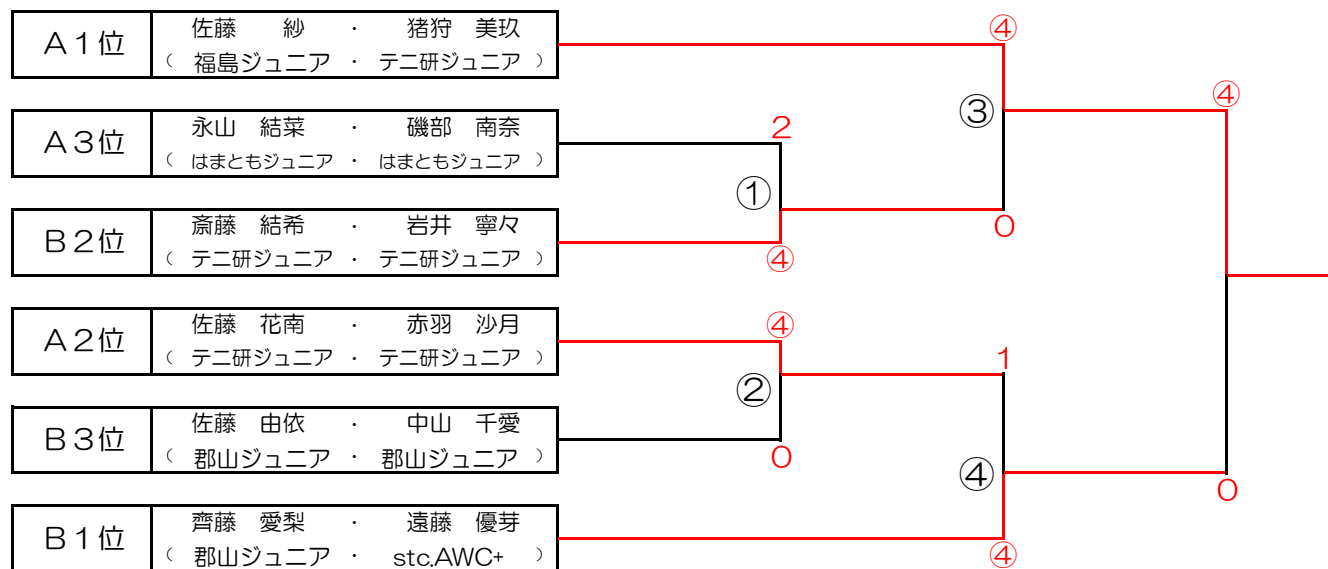 A1位 佐藤 紗 ・ 猪狩 美玖
（ 福島ジュニア ・ テニ研ジュニア ）
④
④
③
A3位 永山 結菜 ・ 磯部 南奈
（ はまともジュニア ・ はまともジュニア ）
2
①
B2位 斎藤 結希 ・ 岩井 寧々
（ テニ研ジュニア ・ テニ研ジュニア ）
④
0
A2位 佐藤 花南 ・ 赤羽 沙月
（ テニ研ジュニア ・ テニ研ジュニア ）
④
1
②
B3位 佐藤 由依 ・ 中山 千愛
（ 郡山ジュニア ・ 郡山ジュニア ）
0
④
0
B1位 齊藤 愛梨 ・ 遠藤 優芽
（ 郡山ジュニア ・ stc.AWC+ ）
④